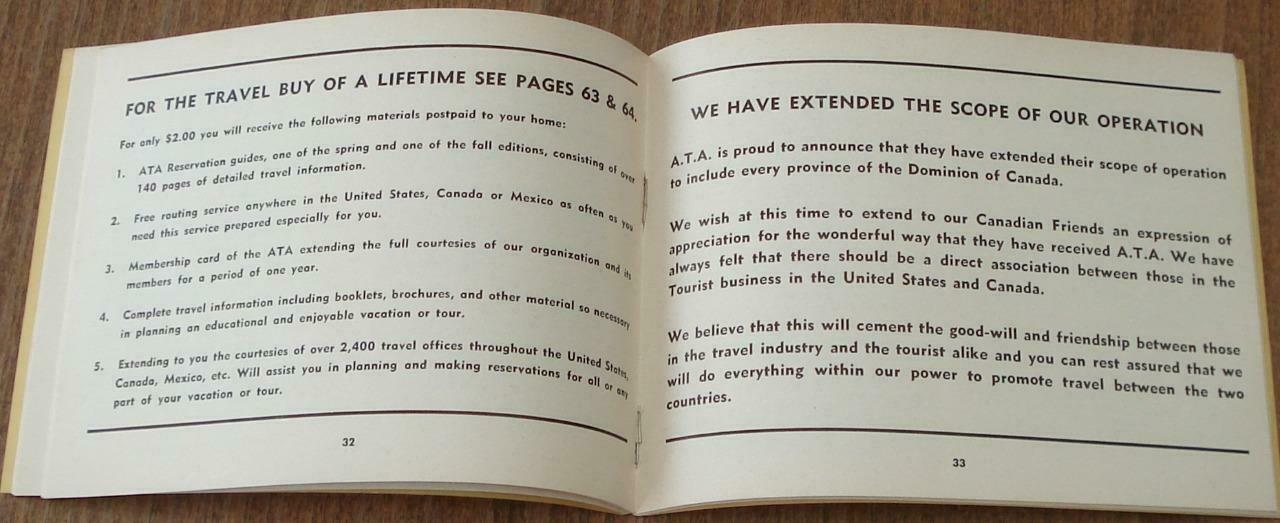 FOR THE TRAVEL BUY OF A LIFETIME SEE PAGES 63 & 64.
For only $2.00 you will receive the following materials postpaid to your home:
1. ATA Reservation guides, one of the spring and one of the fall editions, consisting of over
140 pages of detailed travel information.
2. Free routing service anywhere in the United States, Canada or Mexico as often as you
need this service prepared especially for you.
3. Membership card of the ATA extending the full courtesies of our organization and its
members for a period of one year.
4. Complete travel information including booklets, brochures, and other material so necessary
in planning an educational and enjoyable vacation or tour.
5. Extending to you the courtesies of over 2,400 travel offices throughout the United States,
Canada, Mexico, etc. Will assist you in planning and making reservations for all or any
part of your vacation or tour.
32
WE HAVE EXTENDED THE SCOPE OF OUR OPERATION
A.T.A. is proud to announce that they have extended their scope of operation
to include every province of the Dominion of Canada.
We wish at this time to extend to our Canadian Friends an expression of
appreciation for the wonderful way that they have received A.T.A. We have
always felt that there should be a direct association between those in the
Tourist business in the United States and Canada.
We believe that this will cement the good-will and friendship between those
in the travel industry and the tourist alike and you can rest assured that we
will do everything within our power to promote travel between the two
countries.
33